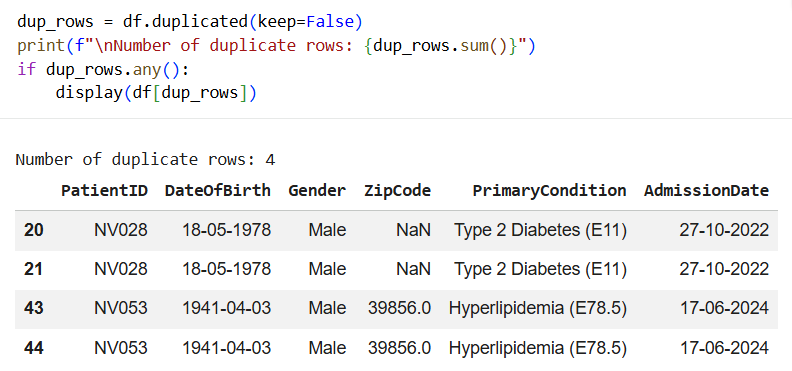 dup_rows = df.duplicated(keep=False)
print(f"\nNumber of duplicate rows: {dup_rows.sum()}")
if dup_rows.any():
    display(df[dup_rows])
Number of duplicate rows: 4
PatientID DateOfBirth Gender ZipCode PrimaryCondition AdmissionDate
20 NV028 18-05-1978 Male NaN Type 2 Diabetes (E11) 27-10-2022
21 NV028 18-05-1978 Male NaN Type 2 Diabetes (E11) 27-10-2022
43 NV053 1941-04-03 Male 39856.0 Hyperlipidemia (E78.5) 17-06-2024
44 NV053 1941-04-03 Male 39856.0 Hyperlipidemia (E78.5) 17-06-2024